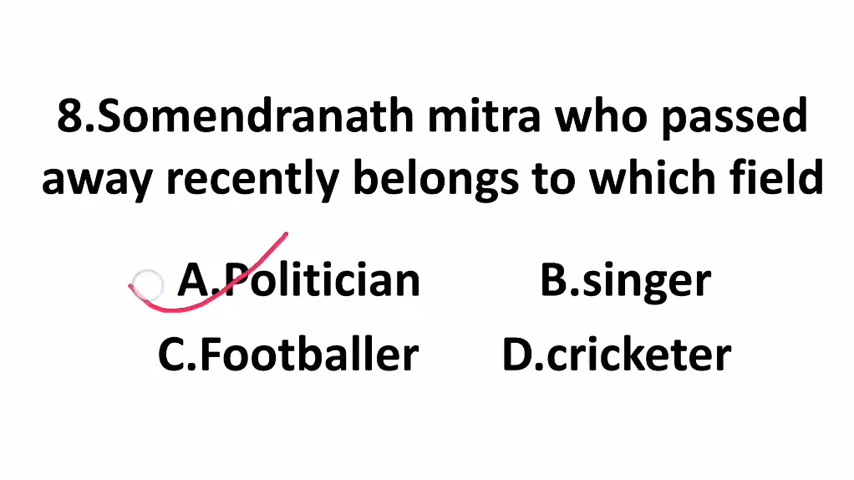 8.Somendranath mitra who passed
away recently belongs to which field
A.Politician B.singer
C.Footballer D.cricketer